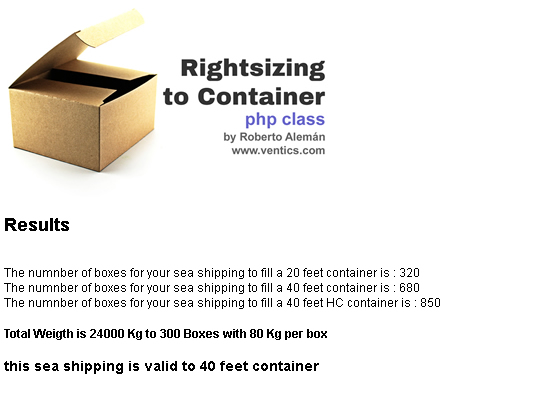 Rightsizing
to Container
php class
by Roberto Alemán
www.ventics.com
Results
The numnber of boxes for your sea shipping to fill a 20 feet container is : 320
The numnber of boxes for your sea shipping to fill a 40 feet container is : 680
The numnber of boxes for your sea shipping to fill a 40 feet HC container is : 850
Total Weigth is 24000 Kg to 300 Boxes with 80 Kg per box
this sea shipping is valid to 40 feet container